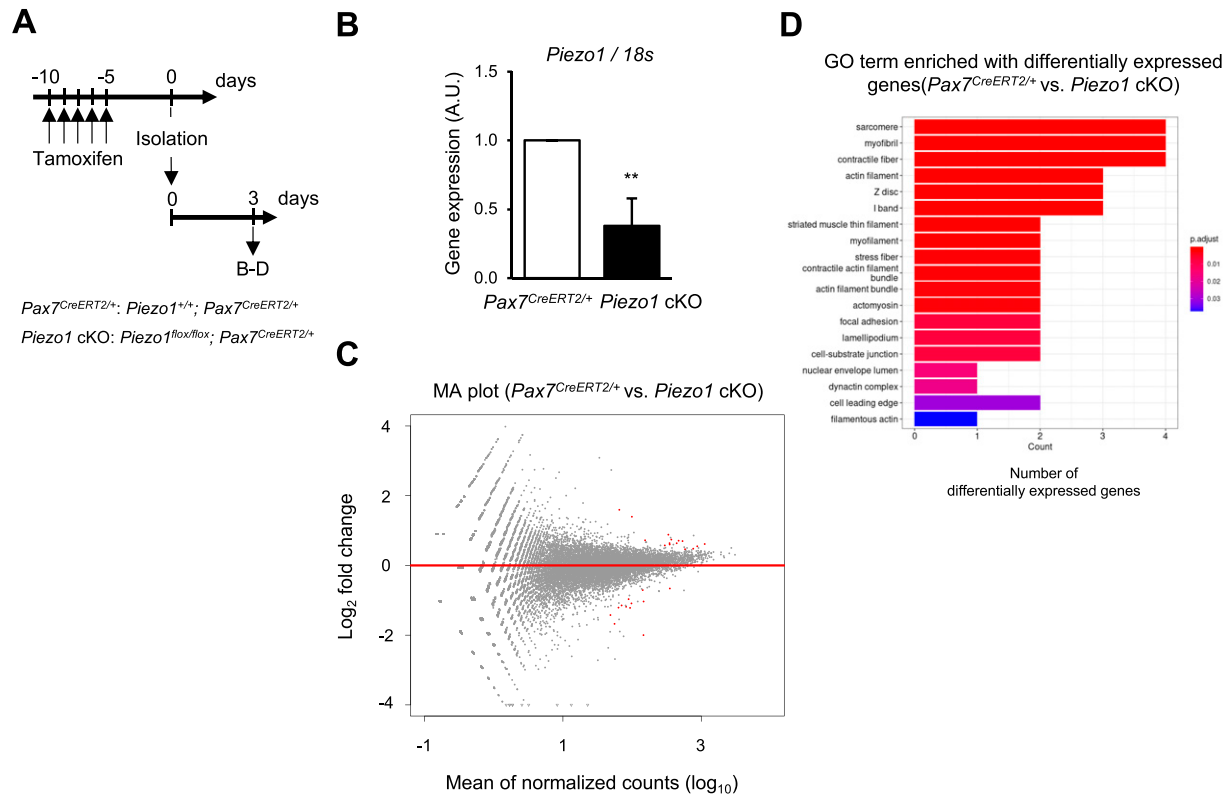 A
-10 -5 0 days
Tamoxifen
Isolation
0 3 days
B-D
Pax7CreERT2/+: Piezo1+/+; Pax7CreERT2/+
Piezo1 cKO: Piezo1flox/flox; Pax7CreERT2/+
B
Piezo1 / 18s
Gene expression (A.U.)
1.5
1.0
0.5
0.0
**
Pax7CreERT2/+ Piezo1 cKO
C
MA plot (Pax7CreERT2/+ vs. Piezo1 cKO)
Log2 fold change
4
2
0
-2
-4
-1 1 3
Mean of normalized counts (log10)
D
GO term enriched with differentially expressed
genes(Pax7CreERT2/+ vs. Piezo1 cKO)
sarcomere
myofibril
contractile fiber
actin filament
Z disc
I band
striated muscle thin filament
myofilament
stress fiber
contractile actin filament
bundle
actin filament bundle
actomyosin
focal adhesion
lamellipodium
cell-substrate junction
nuclear envelope lumen
dynactin complex
cell leading edge
filamentous actin
0 1 2 3 4
Count
p.adjust
0.01
0.02
0.03
Number of
differentially expressed genes